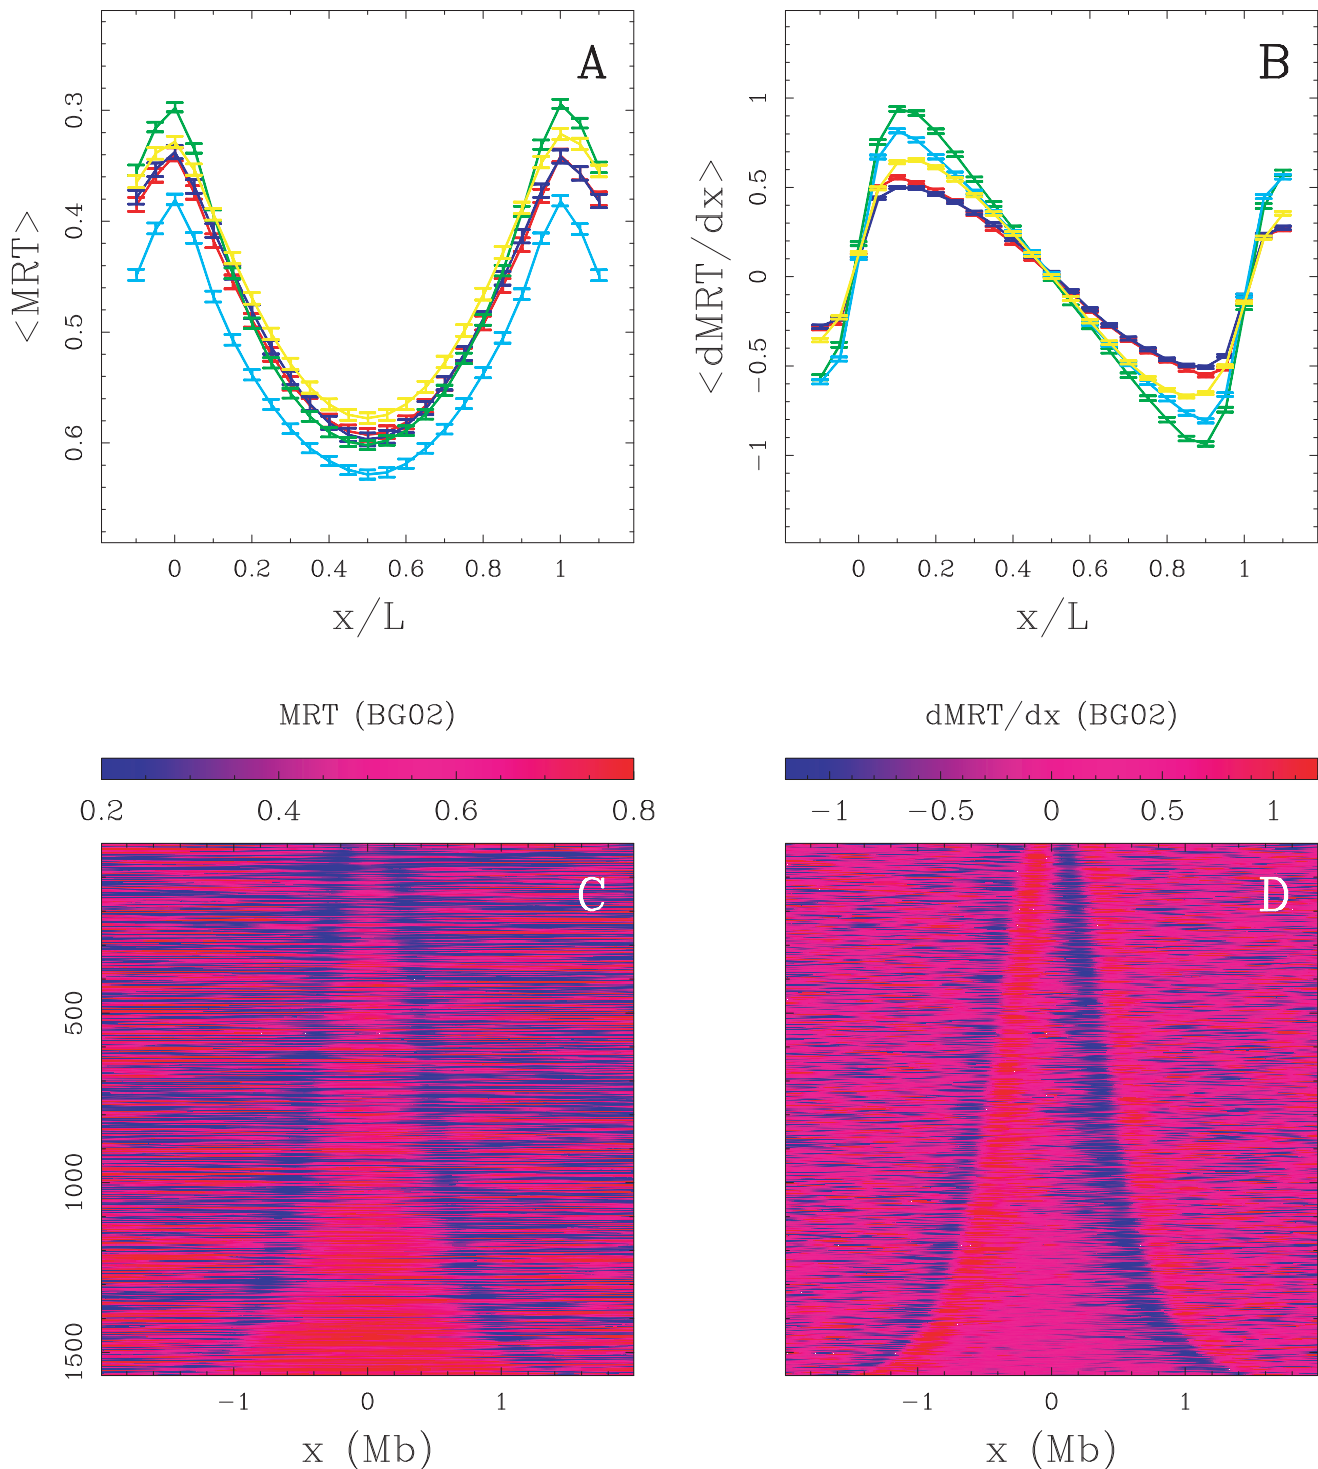 A
<MRT>
0.3
0.4
0.5
0.6
0 0.2 0.4 0.6 0.8 1
x/L
B
<dMRT/dx>
1
0.5
0
−0.5
−1
0 0.2 0.4 0.6 0.8 1
x/L
MRT (BG02)
0.2 0.4 0.6 0.8
C
500
1000
1500
−1 0 1
x (Mb)
dMRT/dx (BG02)
−1 −0.5 0 0.5 1
D
−1 0 1
x (Mb)